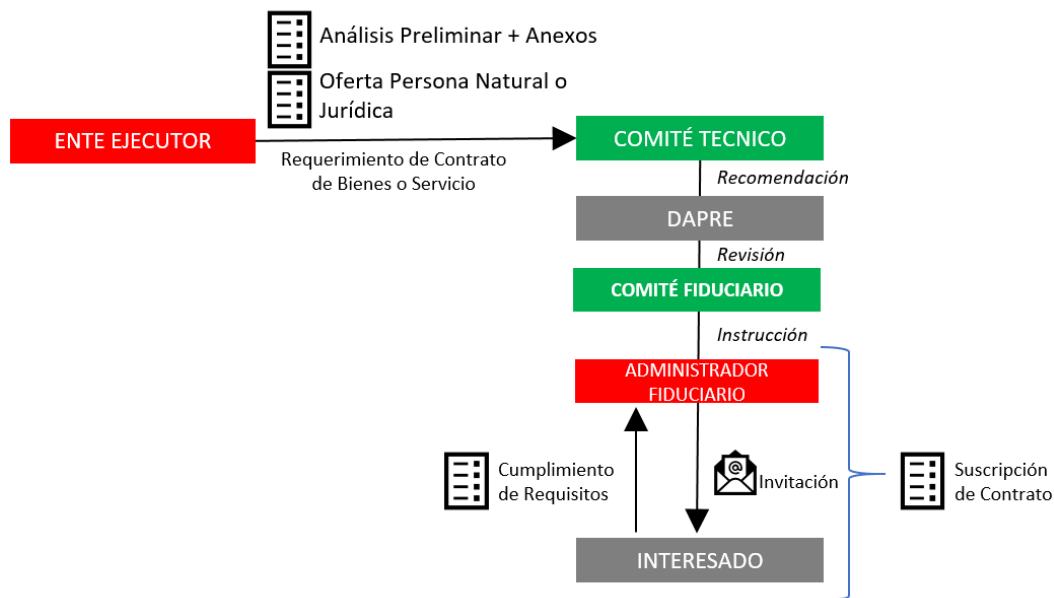 Análisis Preliminar + Anexos
Oferta Persona Natural o
Jurídica
ENTE EJECUTOR
Requerimiento de Contrato
de Bienes o Servicio
COMITÉ TECNICO
Recomendación
DAPRE
Revisión
COMITÉ FIDUCIARIO
Instrucción
ADMINISTRADOR
FIDUCIARIO
Cumplimiento
de Requisitos
@
Invitación
Suscripción
de Contrato
INTERESADO